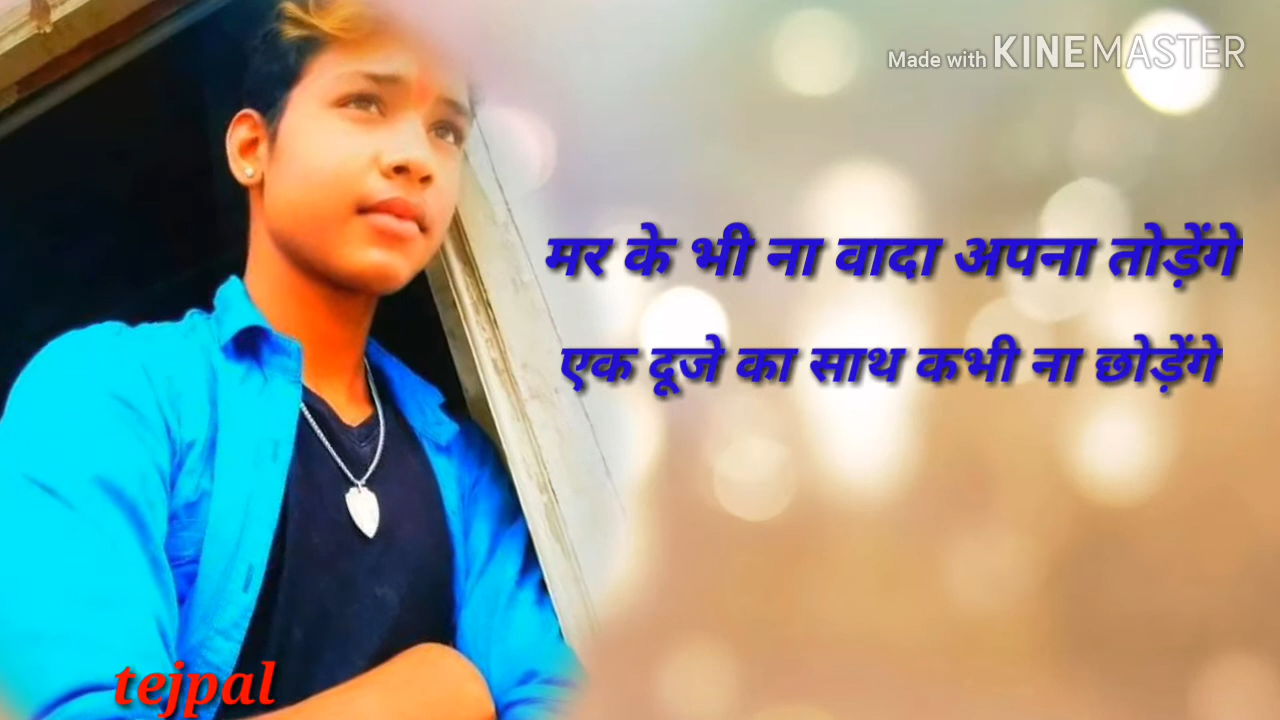 Made with KINEMASTER
मर के भी ना वादा अपना तोड़ेंगे
एक दूजे का साथ कभी ना छोड़ेंगे
tejpal